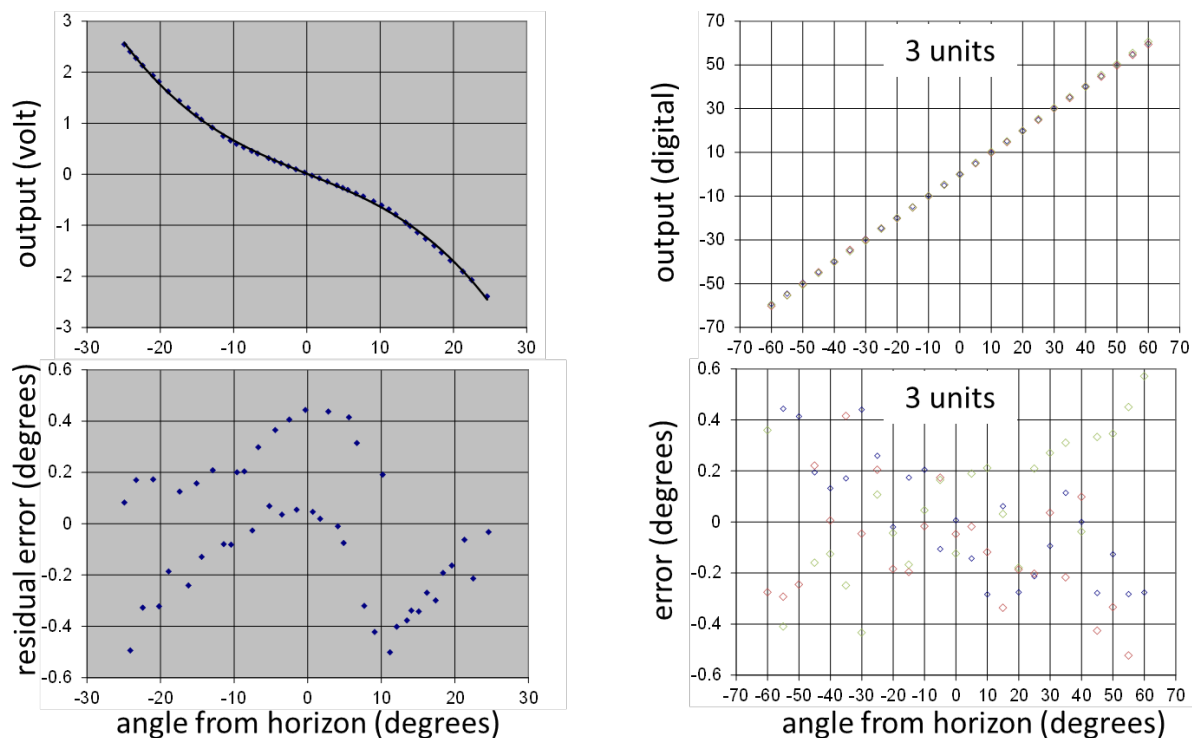 output (volt)
3
2
1
0
-1
-2
-3
-30 -20 -10 0 10 20 30
output (digital)
3 units
70
50
30
10
-10
-30
-50
-70
-70 -60 -50 -40 -30 -20 -10 0 10 20 30 40 50 60 70
residual error (degrees)
0.6
0.4
0.2
0
-0.2
-0.4
-0.6
-30 -20 -10 0 10 20 30
angle from horizon (degrees)
error (degrees)
3 units
0.6
0.4
0.2
0
-0.2
-0.4
-0.6
-70 -60 -50 -40 -30 -20 -10 0 10 20 30 40 50 60 70
angle from horizon (degrees)